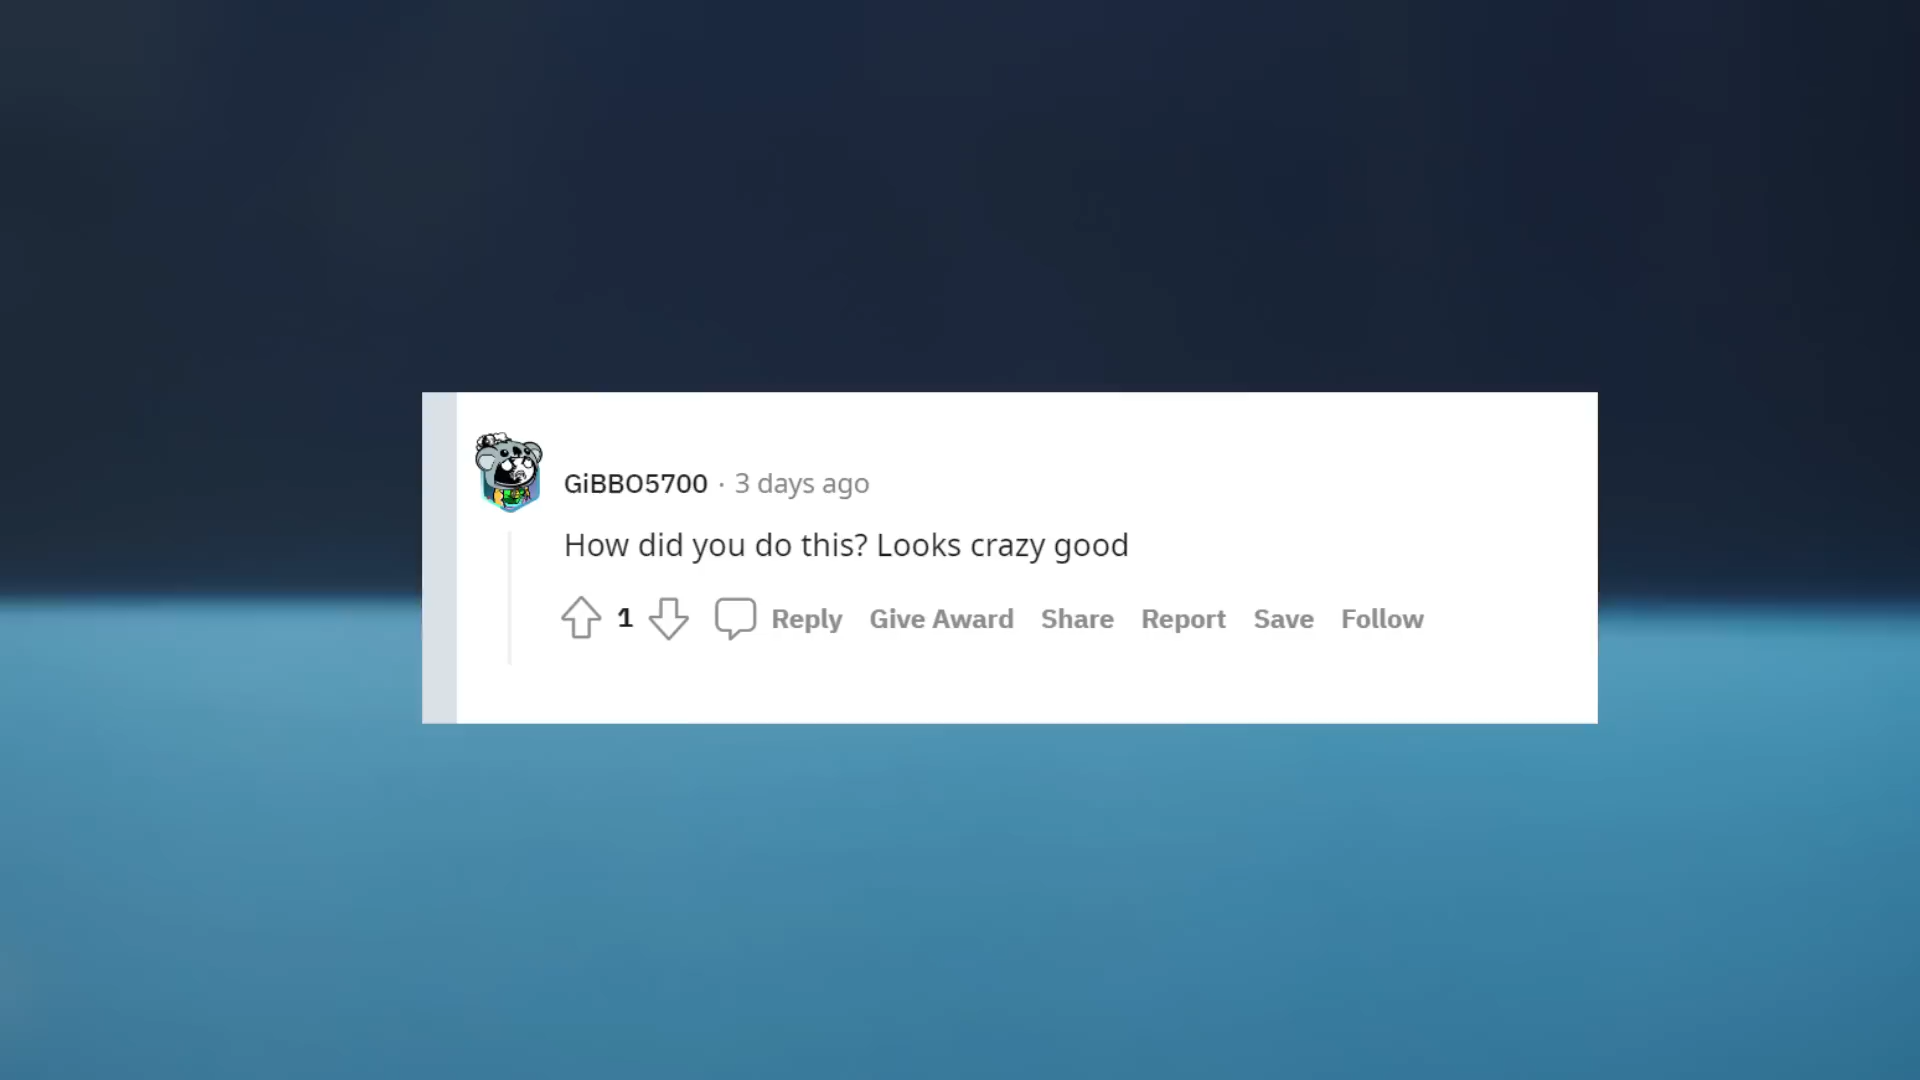 GiBBO5700 · 3 days ago
How did you do this? Looks crazy good
1 Reply Give Award Share Report Save Follow